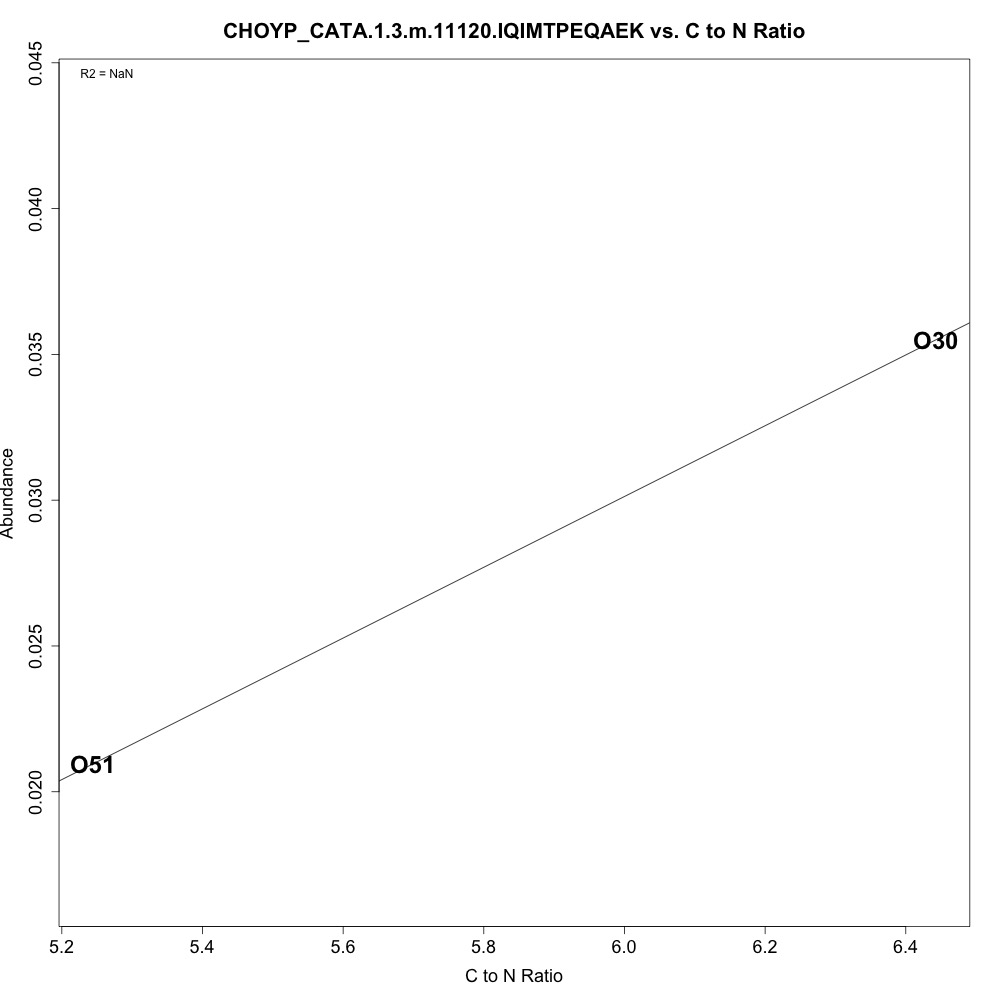 CHOYP_CATA.1.3.m.11120.IQIMTPEQAEK vs. C to N Ratio
R2 = NaN
0.045
0.040
0.035
0.030
0.025
0.020
Abundance
O30
O51
5.2 5.4 5.6 5.8 6.0 6.2 6.4
C to N Ratio